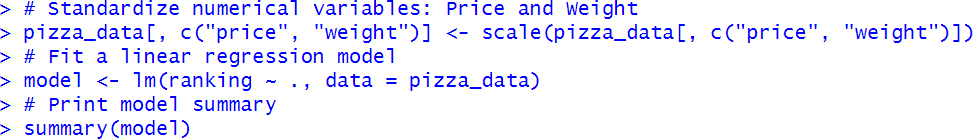 > # Standardize numerical variables: Price and Weight
> pizza_data[, c("price", "weight")] <- scale(pizza_data[, c("price", "weight")])
> # Fit a linear regression model
> model <- lm(ranking ~ ., data = pizza_data)
> # Print model summary
> summary(model)